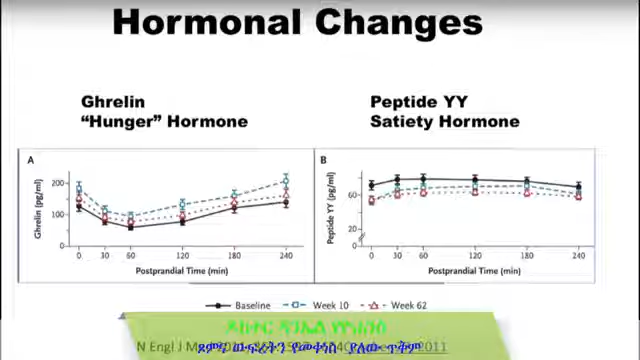 Hormonal Changes
Ghrelin
"Hunger" Hormone
Peptide YY
Satiety Hormone
A
Ghrelin (pg/ml)
200
100
0
0 30 60 120 180 240
Postprandial Time (min)
B
Peptide YY (pg/ml)
60
20
0
0 30 60 120 180 240
Postprandial Time (min)
Baseline Week 10 Week 62
N Engl J M
2011